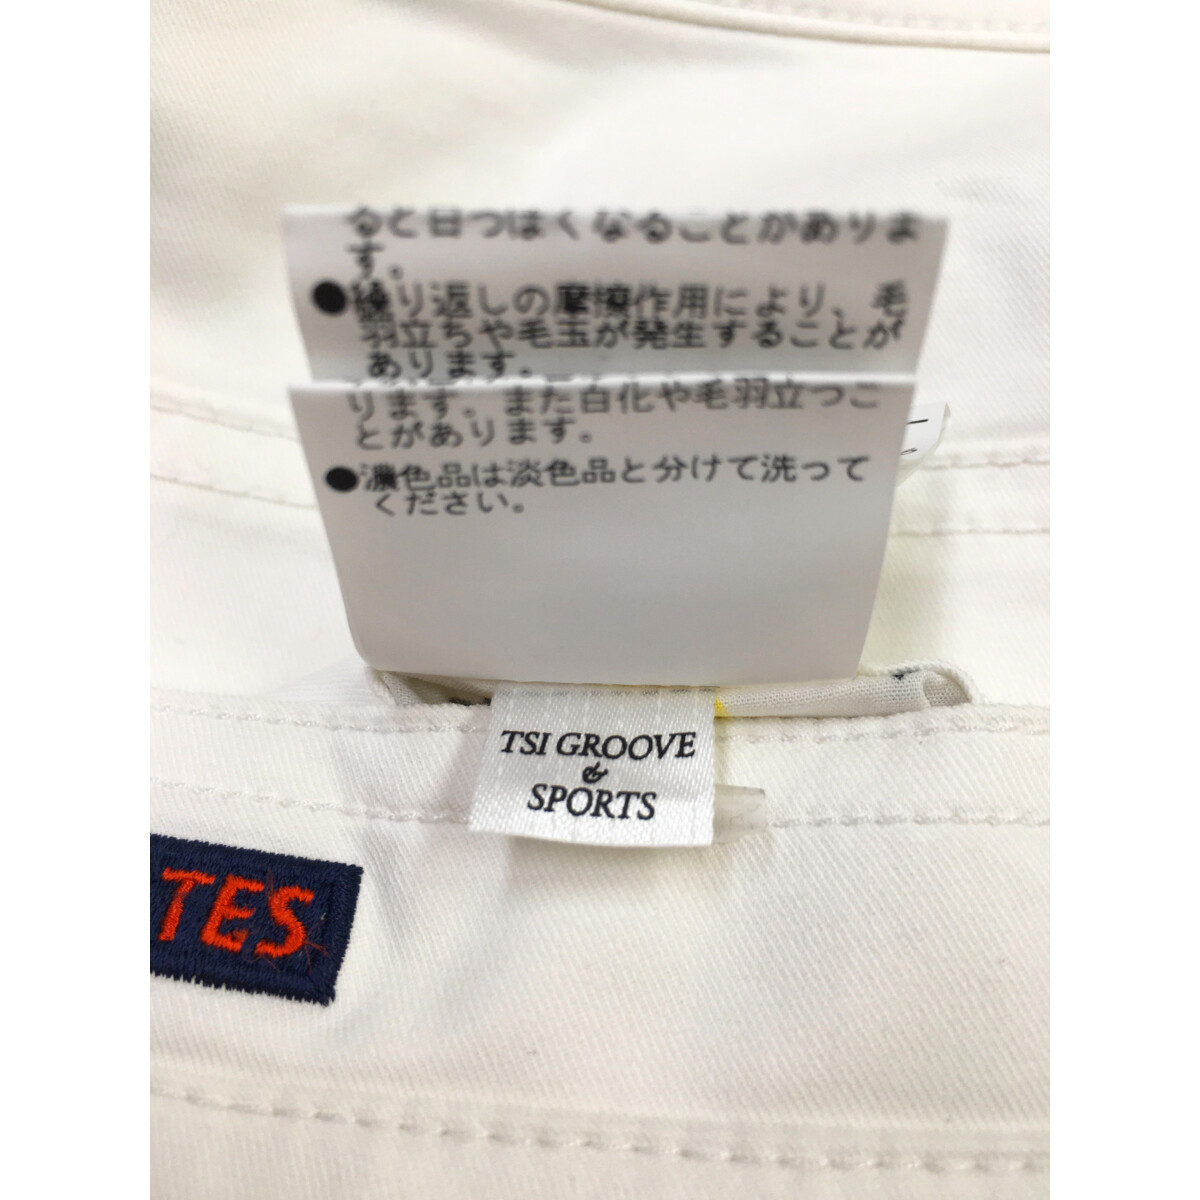 ると白っぽくなることがありま
す。
●繰り返しの摩擦作用により、毛
羽立ちや毛玉が発生することが
あります。
ります。また白化や毛羽立つこ
とがあります。
●濃色品は淡色品と分けて洗って
ください。
TSI GROOVE
&
SPORTS
TES